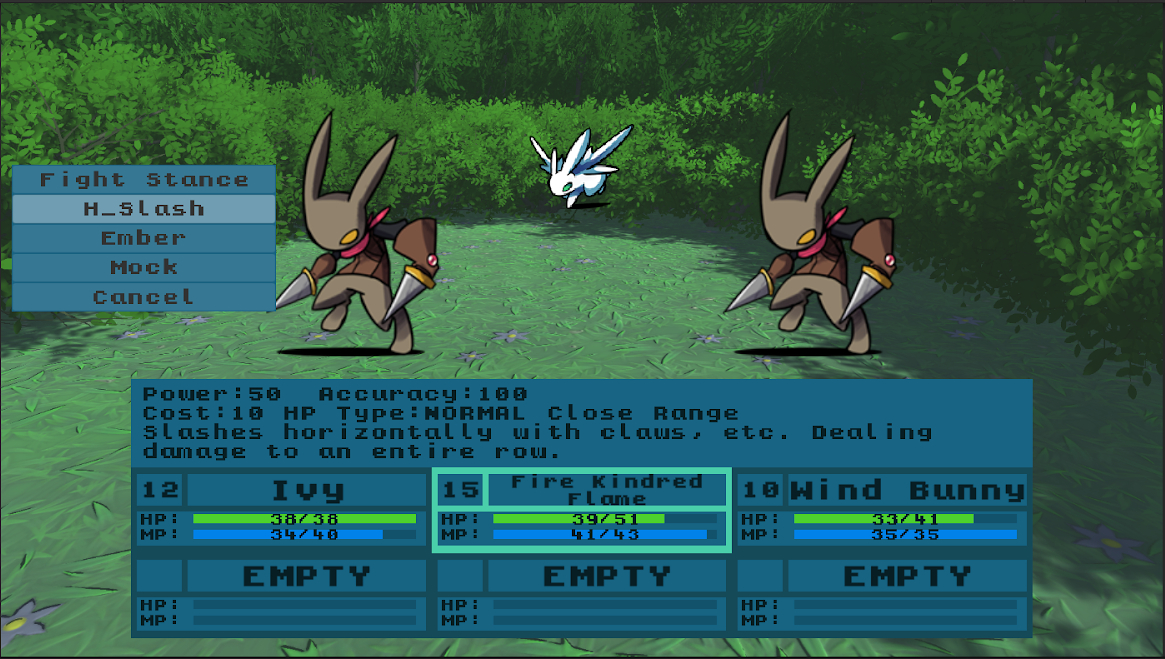 Fight Stance
H_Slash
Ember
Mock
Cancel
Power:50 Accuracy:100
Cost:10 HP Type:NORMAL Close Range
Slashes horizontally with claws, etc. Dealing
damage to an entire row.
12 Ivy
HP: 38/38
MP: 34/40
15 Fire Kindred
Flame
HP: 39/51
MP: 41/43
10 Wind Bunny
HP: 33/41
MP: 35/35
EMPTY
HP:
MP:
EMPTY
HP:
MP:
EMPTY
HP:
MP: